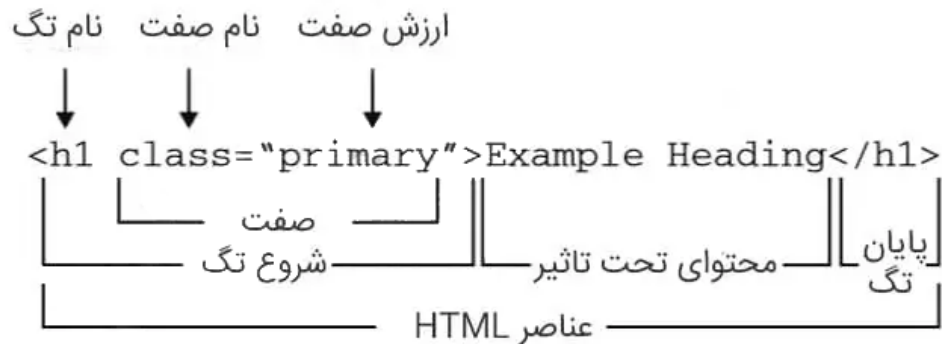 نام تگ نام صفت ارزش صفت
<h1 class="primary">Example Heading</h1>
صفت
شروع تگ
محتوای تحت تاثیر
پایان
تگ
عناصر HTML